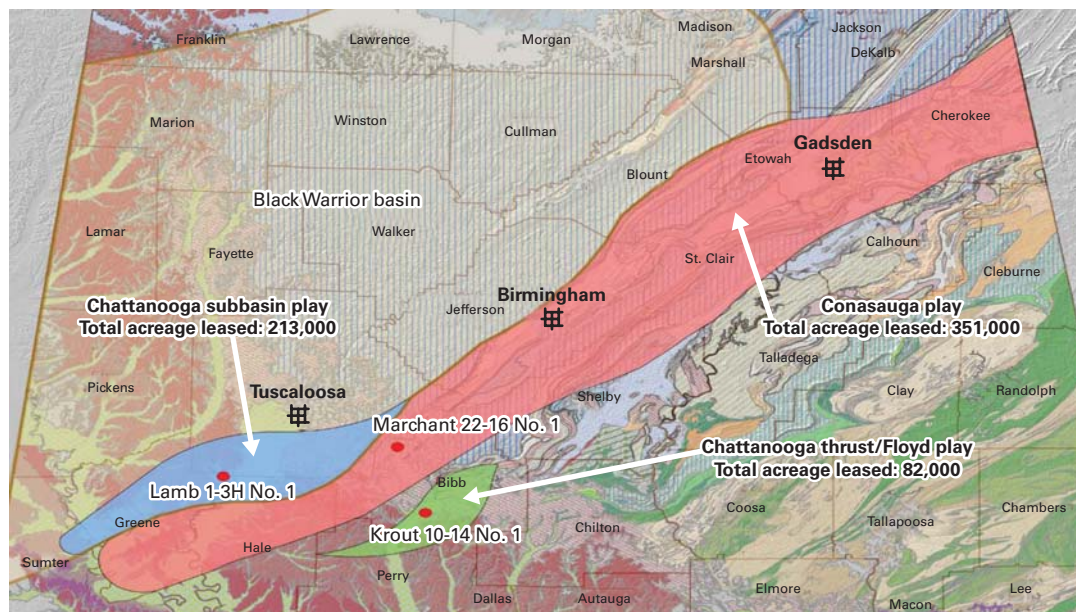 Franklin
Lawrence
Morgan
Madison
Jackson
DeKalb
Marshall
Marion
Winston
Cullman
Cherokee
Gadsden
Etowah
Blount
Black Warrior basin
Lamar
Walker
Fayette
St. Clair
Calhoun
Cleburne
Chattanooga subbasin play
Total acreage leased: 213,000
Birmingham
Jefferson
Conasauga play
Total acreage leased: 351,000
Talladega
Pickens
Tuscaloosa
Shelby
Clay
Randolph
Marchant 22-16 No. 1
Chattanooga thrust/Floyd play
Total acreage leased: 82,000
Lamb 1-3H No. 1
Bibb
Greene
Krout 10-14 No. 1
Chilton
Coosa
Tallapoosa
Chambers
Hale
Sumter
Perry
Dallas
Autauga
Elmore
Macon
Lee